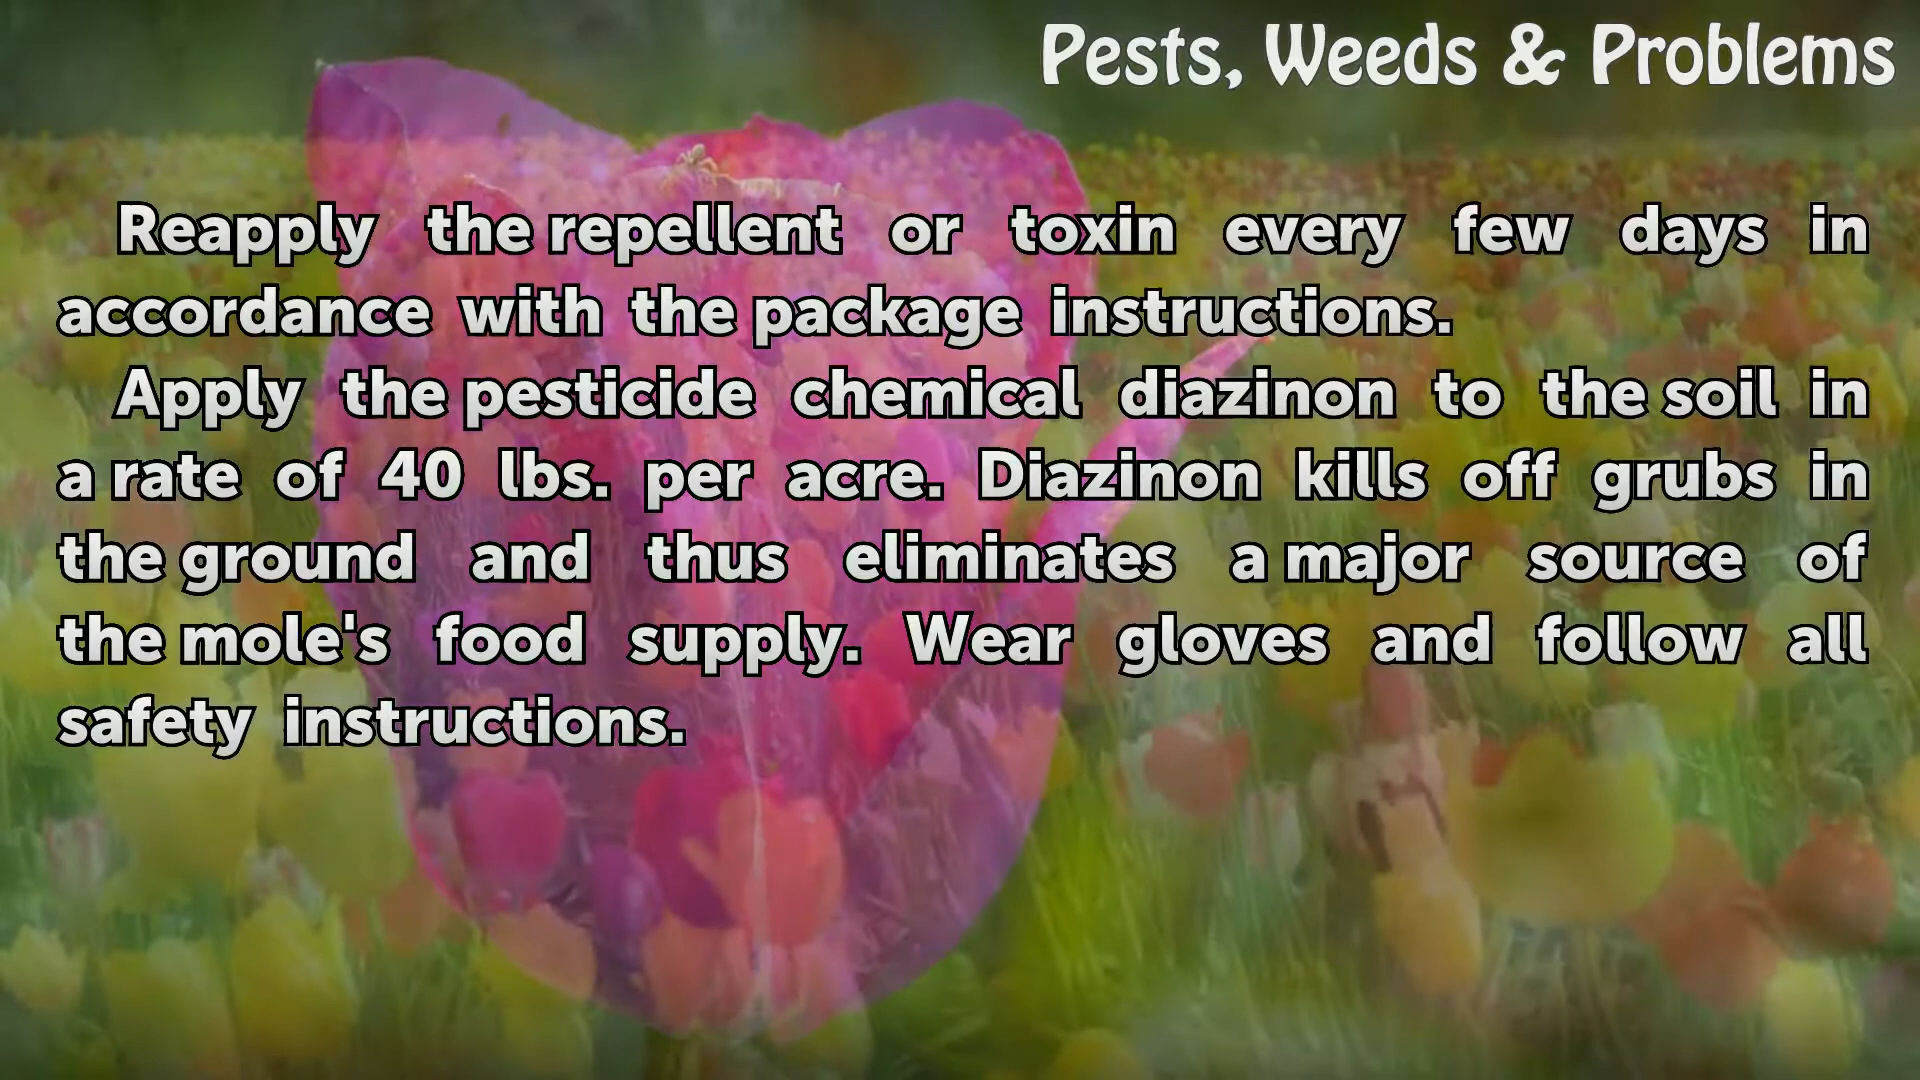 Pests, Weeds & Problems
Reapply the repellent or toxin every few days in
accordance with the package instructions.
Apply the pesticide chemical diazinon to the soil in
a rate of 40 lbs. per acre. Diazinon kills off grubs in
the ground and thus eliminates a major source of
the mole's food supply. Wear gloves and follow all
safety instructions.